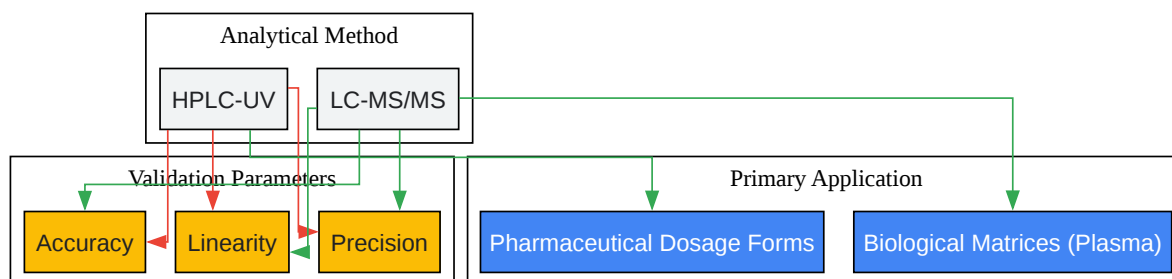 Analytical Method
HPLC-UV
LC-MS/MS
Validation Parameters
Primary Application
Accuracy
Linearity
Precision
Pharmaceutical Dosage Forms
Biological Matrices (Plasma)